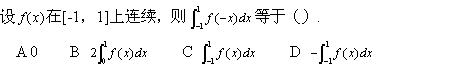 设 f(x)在[-1，1]上连续，则 ∫_{-1}^{1} f(-x)dx 等于（）.
A 0 B 2∫_{0}^{1} f(x)dx C ∫_{-1}^{1} f(x)dx D -∫_{-1}^{1} f(x)dx